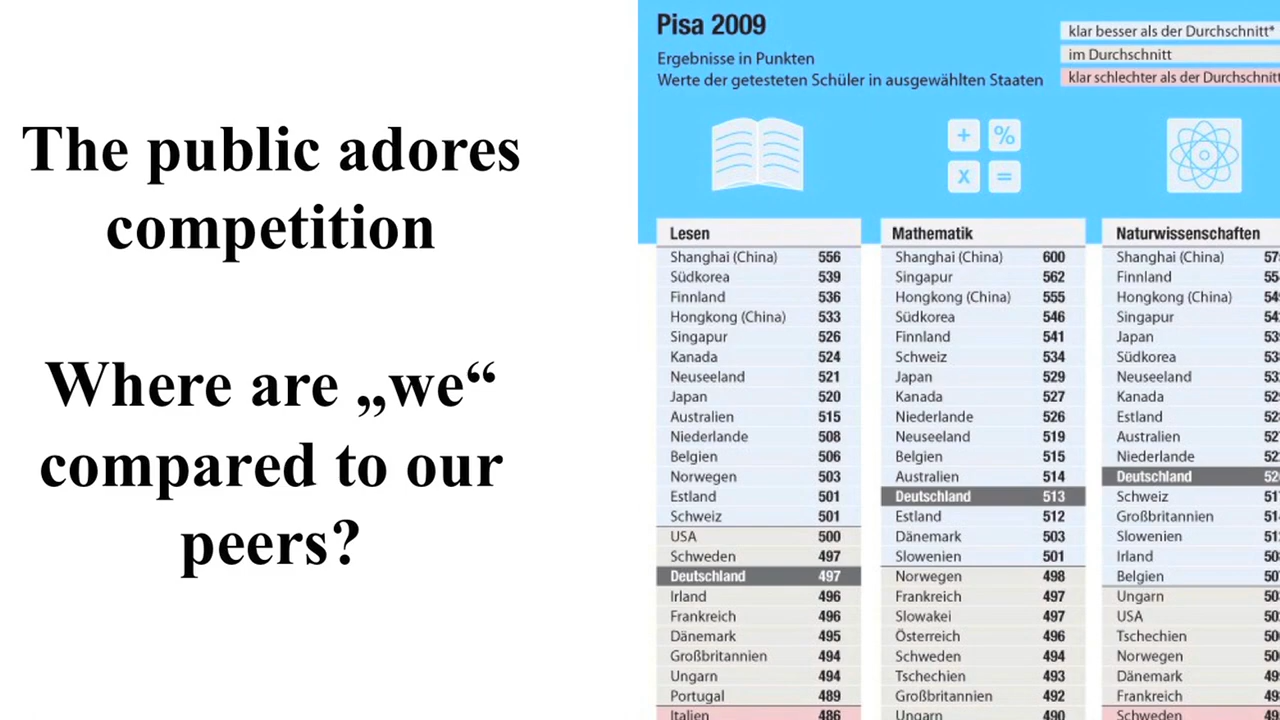 The public adores
competition
Where are „we“
compared to our
peers?
Pisa 2009
Ergebnisse in Punkten
Werte der getesteten Schüler in ausgewählten Staaten
klar besser als der Durchschnitt*
im Durchschnitt
klar schlechter als der Durchschnitt
+ %
x =
Lesen
Shanghai (China) 556
Südkorea 539
Finnland 536
Hongkong (China) 533
Singapur 526
Kanada 524
Neuseeland 521
Japan 520
Australien 515
Niederlande 508
Belgien 506
Norwegen 503
Estland 501
Schweiz 501
USA 500
Schweden 497
Deutschland 497
Irland 496
Frankreich 496
Dänemark 495
Großbritannien 494
Ungarn 494
Portugal 489
Italien 486
Mathematik
Shanghai (China) 600
Singapur 562
Hongkong (China) 555
Südkorea 546
Finnland 541
Schweiz 534
Japan 529
Kanada 527
Niederlande 526
Neuseeland 519
Belgien 515
Australien 514
Deutschland 513
Estland 512
Dänemark 503
Slowenien 501
Norwegen 498
Frankreich 497
Slowakei 497
Österreich 496
Schweden 494
Tschechien 493
Großbritannien 492
Ungarn 490
Naturwissenschaften
Shanghai (China)
Finnland
Hongkong (China)
Singapur
Japan
Südkorea
Neuseeland
Kanada
Estland
Australien
Niederlande
Deutschland
Schweiz
Großbritannien
Slowenien
Irland
Belgien
Ungarn
USA
Tschechien
Norwegen
Dänemark
Frankreich
Schweden